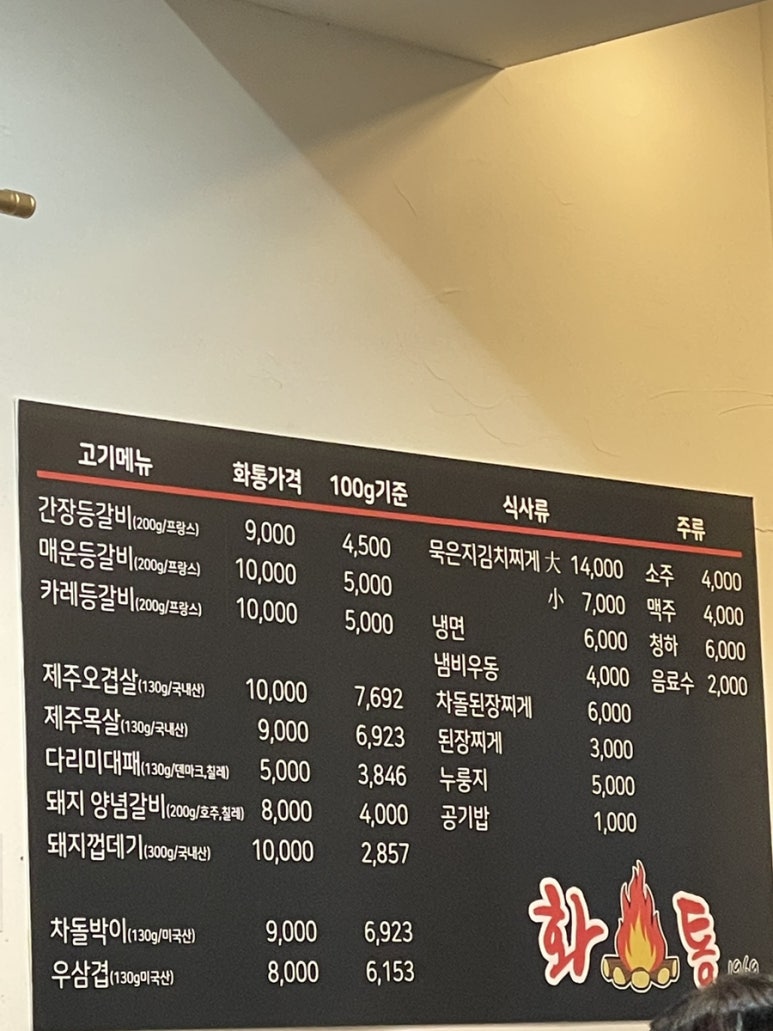 고기메뉴 화통가격 100g기준
간장등갈비(200g/프랑스) 9,000 4,500
매운등갈비(200g/프랑스) 10,000 5,000
카레등갈비(200g/프랑스) 10,000 5,000
제주오겹살(130g/국내산) 10,000 7,692
제주목살(130g/국내산) 9,000 6,923
다리미대패(130g/덴마크,칠레) 5,000 3,846
돼지 양념갈비(200g/호주,칠레) 8,000 4,000
돼지껍데기(300g/국내산) 10,000 2,857
차돌박이(130g/미국산) 9,000 6,923
우삼겹(130g미국산) 8,000 6,153
식사류
묵은지김치찌게 大 14,000
小 7,000
냉면 6,000
냄비우동 4,000
차돌된장찌게 6,000
된장찌게 3,000
누룽지 5,000
공기밥 1,000
주류
소주 4,000
맥주 4,000
청하 6,000
음료수 2,000
화통
1969